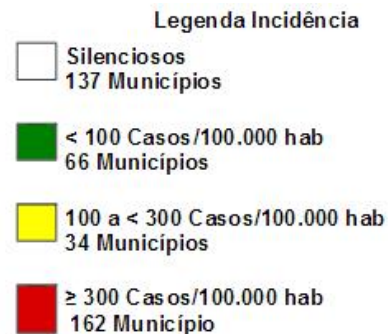 Legenda Incidência
Silenciosos
137 Municípios
< 100 Casos/100.000 hab
66 Municípios
100 a < 300 Casos/100.000 hab
34 Municípios
≥ 300 Casos/100.000 hab
162 Município